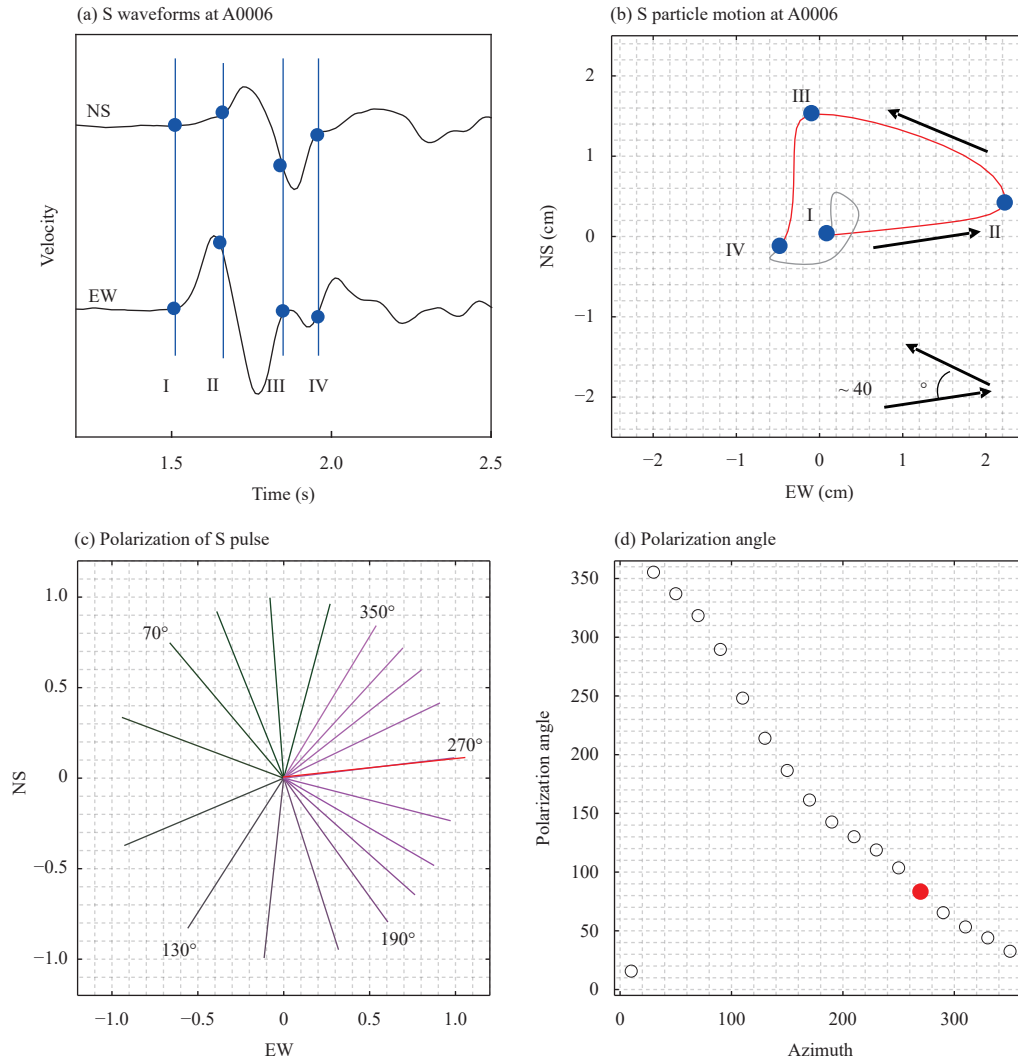 (a) S waveforms at A0006
NS
EW
Velocity
I II III IV
1.5 2.0 2.5
Time (s)
(b) S particle motion at A0006
2
1
0
−1
−2
NS (cm)
III
I
II
IV
~ 40 °
−2 −1 0 1 2
EW (cm)
(c) Polarization of S pulse
1.0
0.5
0
−0.5
−1.0
NS
350°
70°
270°
130°
190°
−1.0 −0.5 0 0.5 1.0
EW
(d) Polarization angle
350
300
250
200
150
100
50
0
Polarization angle
0 100 200 300
Azimuth